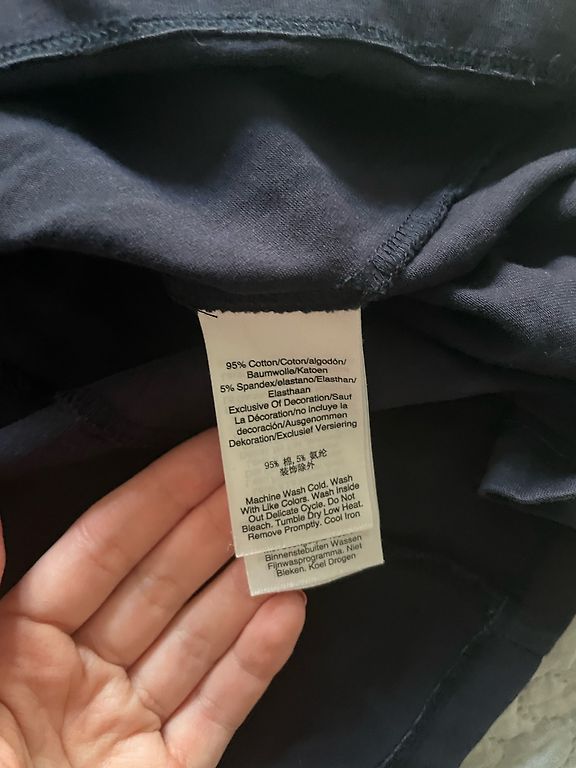 95% Cotton/Coton/algodón/
Baumwolle/Katoen
5% Spandex/elastano/Elasthan/
Elasthaan
Exclusive Of Decoration/Sauf
La Décoration/no incluye la
decoración/Ausgenommen
Dekoration/Exclusief Versiering
95% 棉,5% 氨纶
装饰除外
Machine Wash Cold. Wash
With Like Colors. Wash Inside
Out Delicate Cycle. Do Not
Bleach. Tumble Dry Low Heat.
Remove Promptly. Cool Iron
Binnenstebuiten Wassen
Fijnwasprogramma. Niet
Bleken. Koel Drogen